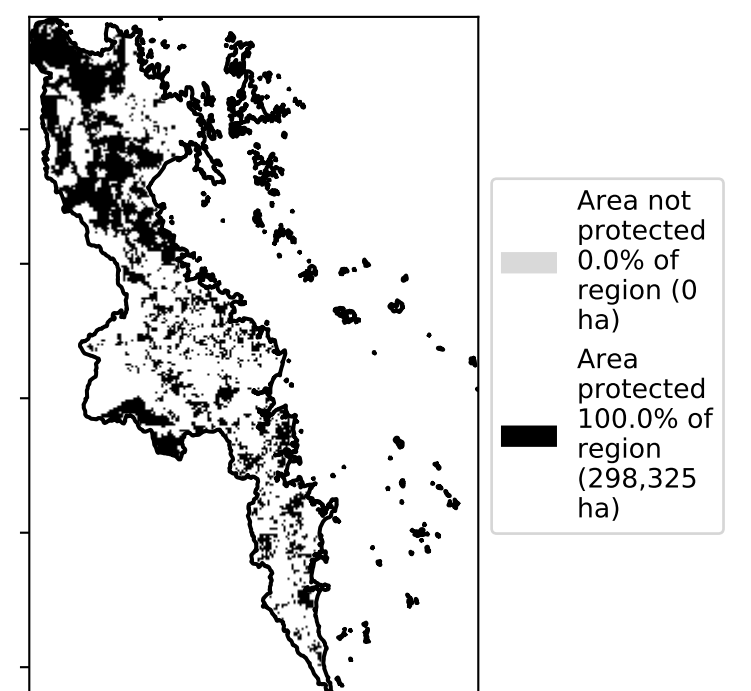 Area not
protected
0.0% of
region (0
ha)
Area
protected
100.0% of
region
(298,325
ha)